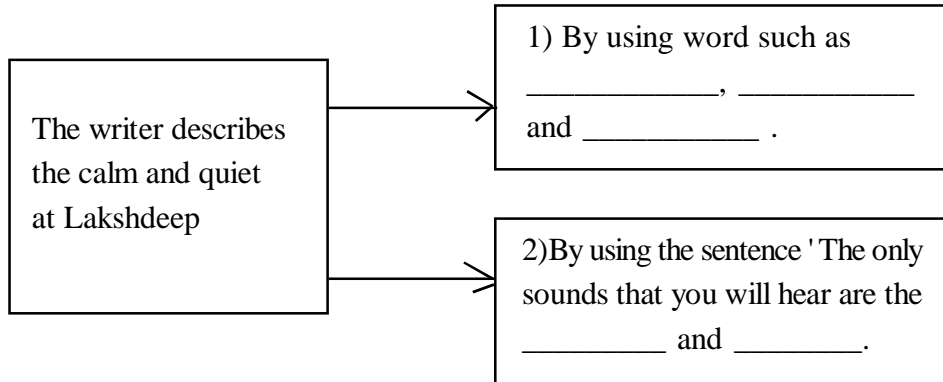 The writer describes
the calm and quiet
at Lakshdeep
1) By using word such as
____________, ___________
and ___________ .
2)By using the sentence ' The only
sounds that you will hear are the
_________ and ________.